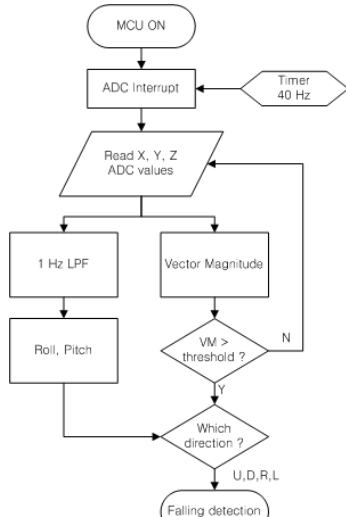 MCU ON
ADC Interrupt
Timer
40 Hz
Read X, Y, Z
ADC values
1 Hz LPF
Vector Magnitude
Roll, Pitch
VM >
threshold ?
N
Y
Which
direction ?
U,D,R,L
Falling detection